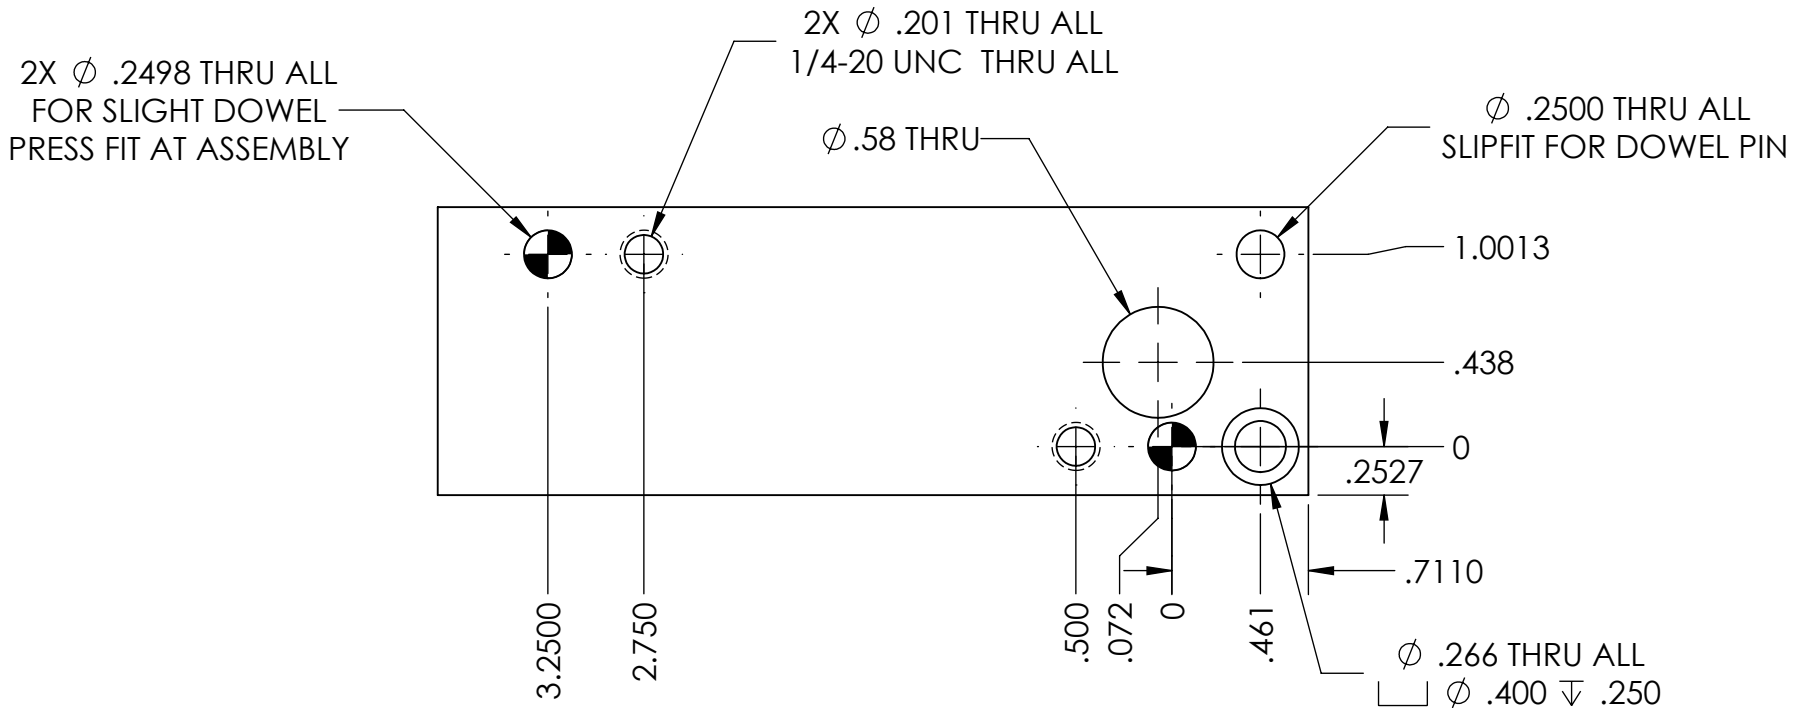 2X ∅ .201 THRU ALL
1/4-20 UNC THRU ALL
2X ∅ .2498 THRU ALL
FOR SLIGHT DOWEL
PRESS FIT AT ASSEMBLY
∅.58 THRU
∅ .2500 THRU ALL
SLIPFIT FOR DOWEL PIN
1.0013
.438
0
.2527
.7110
3.2500
2.750
.500
.072
0
.461
∅ .266 THRU ALL
⌴ ∅ .400 ↧ .250